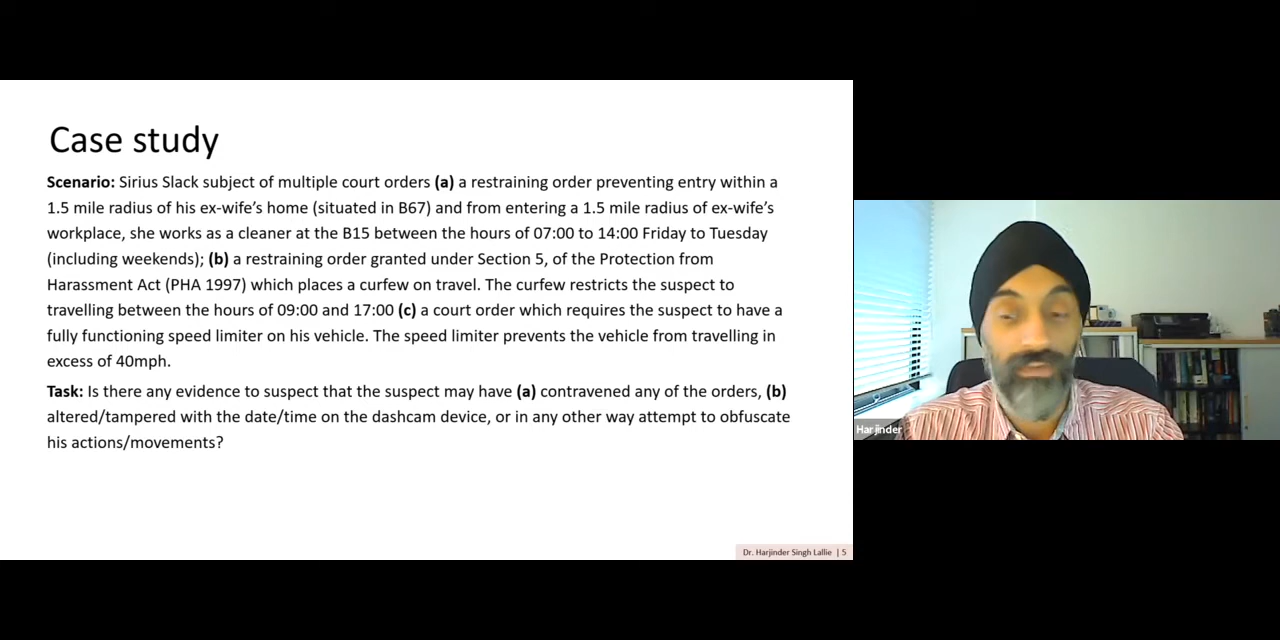 Case study
Scenario: Sirius Slack subject of multiple court orders (a) a restraining order preventing entry within a
1.5 mile radius of his ex-wife's home (situated in B67) and from entering a 1.5 mile radius of ex-wife's
workplace, she works as a cleaner at the B15 between the hours of 07:00 to 14:00 Friday to Tuesday
(including weekends); (b) a restraining order granted under Section 5, of the Protection from
Harassment Act (PHA 1997) which places a curfew on travel. The curfew restricts the suspect to
travelling between the hours of 09:00 and 17:00 (c) a court order which requires the suspect to have a
fully functioning speed limiter on his vehicle. The speed limiter prevents the vehicle from travelling in
excess of 40mph.
Task: Is there any evidence to suspect that the suspect may have (a) contravened any of the orders, (b)
altered/tampered with the date/time on the dashcam device, or in any other way attempt to obfuscate
his actions/movements?
Dr. Harjinder Singh Lallie | 5
Harjinder